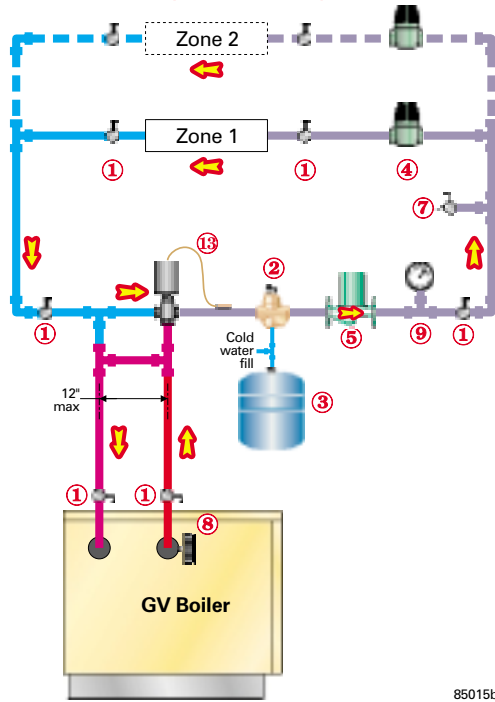 Zone 2
Zone 1
①
①
④
⑦
⑬
②
①
Cold
water
fill
⑤
⑨
①
12"
max
③
①
①
⑧
GV Boiler
85015b